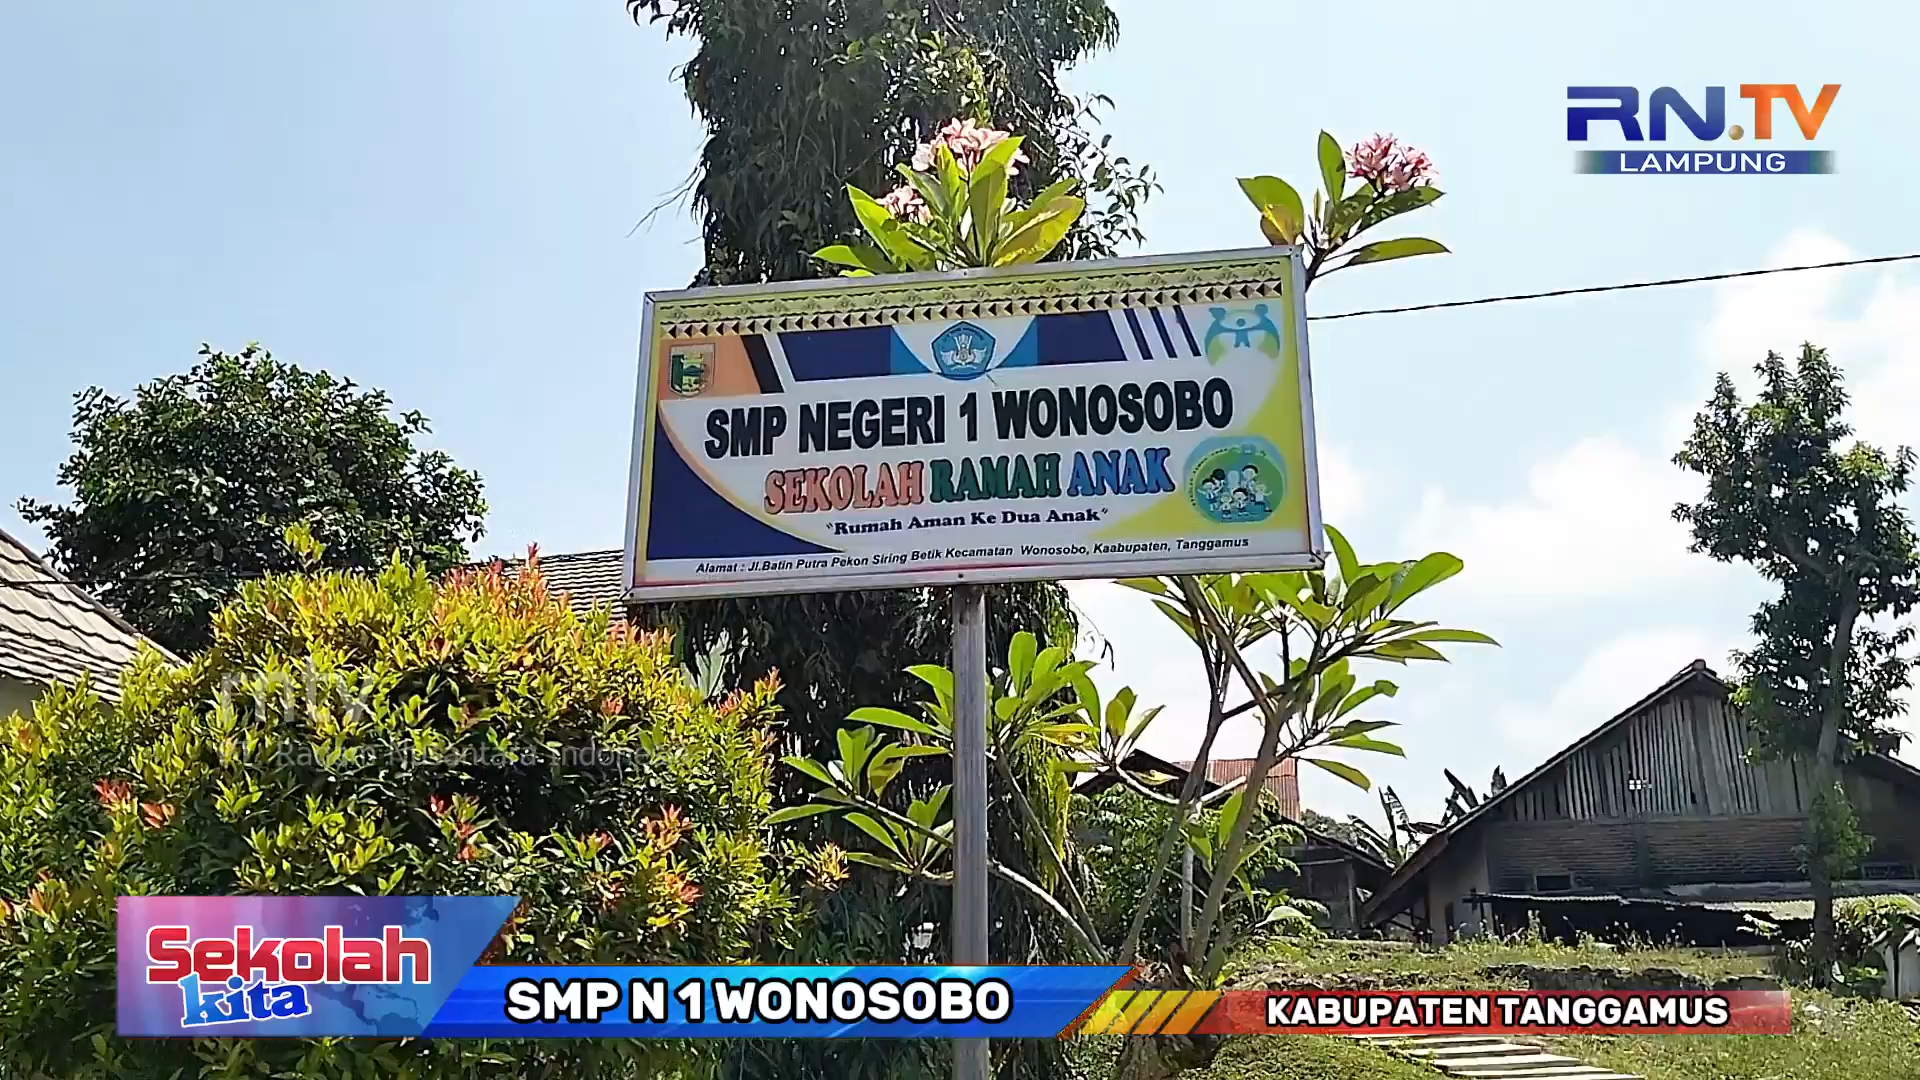 RN.TV
LAMPUNG
SMP NEGERI 1 WONOSOBO
SEKOLAH RAMAH ANAK
"Rumah Aman Ke Dua Anak"
Alamat : Jl.Batin Putra Pekon Siring Betik Kecamatan Wonosobo, Kaabupaten, Tanggamus
Sekolah
kita
SMP N 1 WONOSOBO
KABUPATEN TANGGAMUS